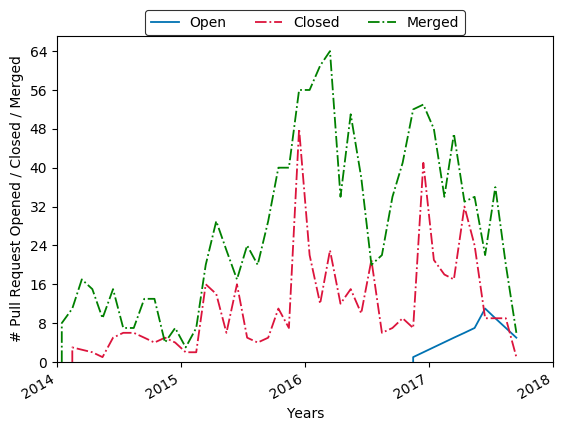 Open Closed Merged
# Pull Request Opened / Closed / Merged
64
56
48
40
32
24
16
8
0
2014 2015 2016 2017 2018
Years